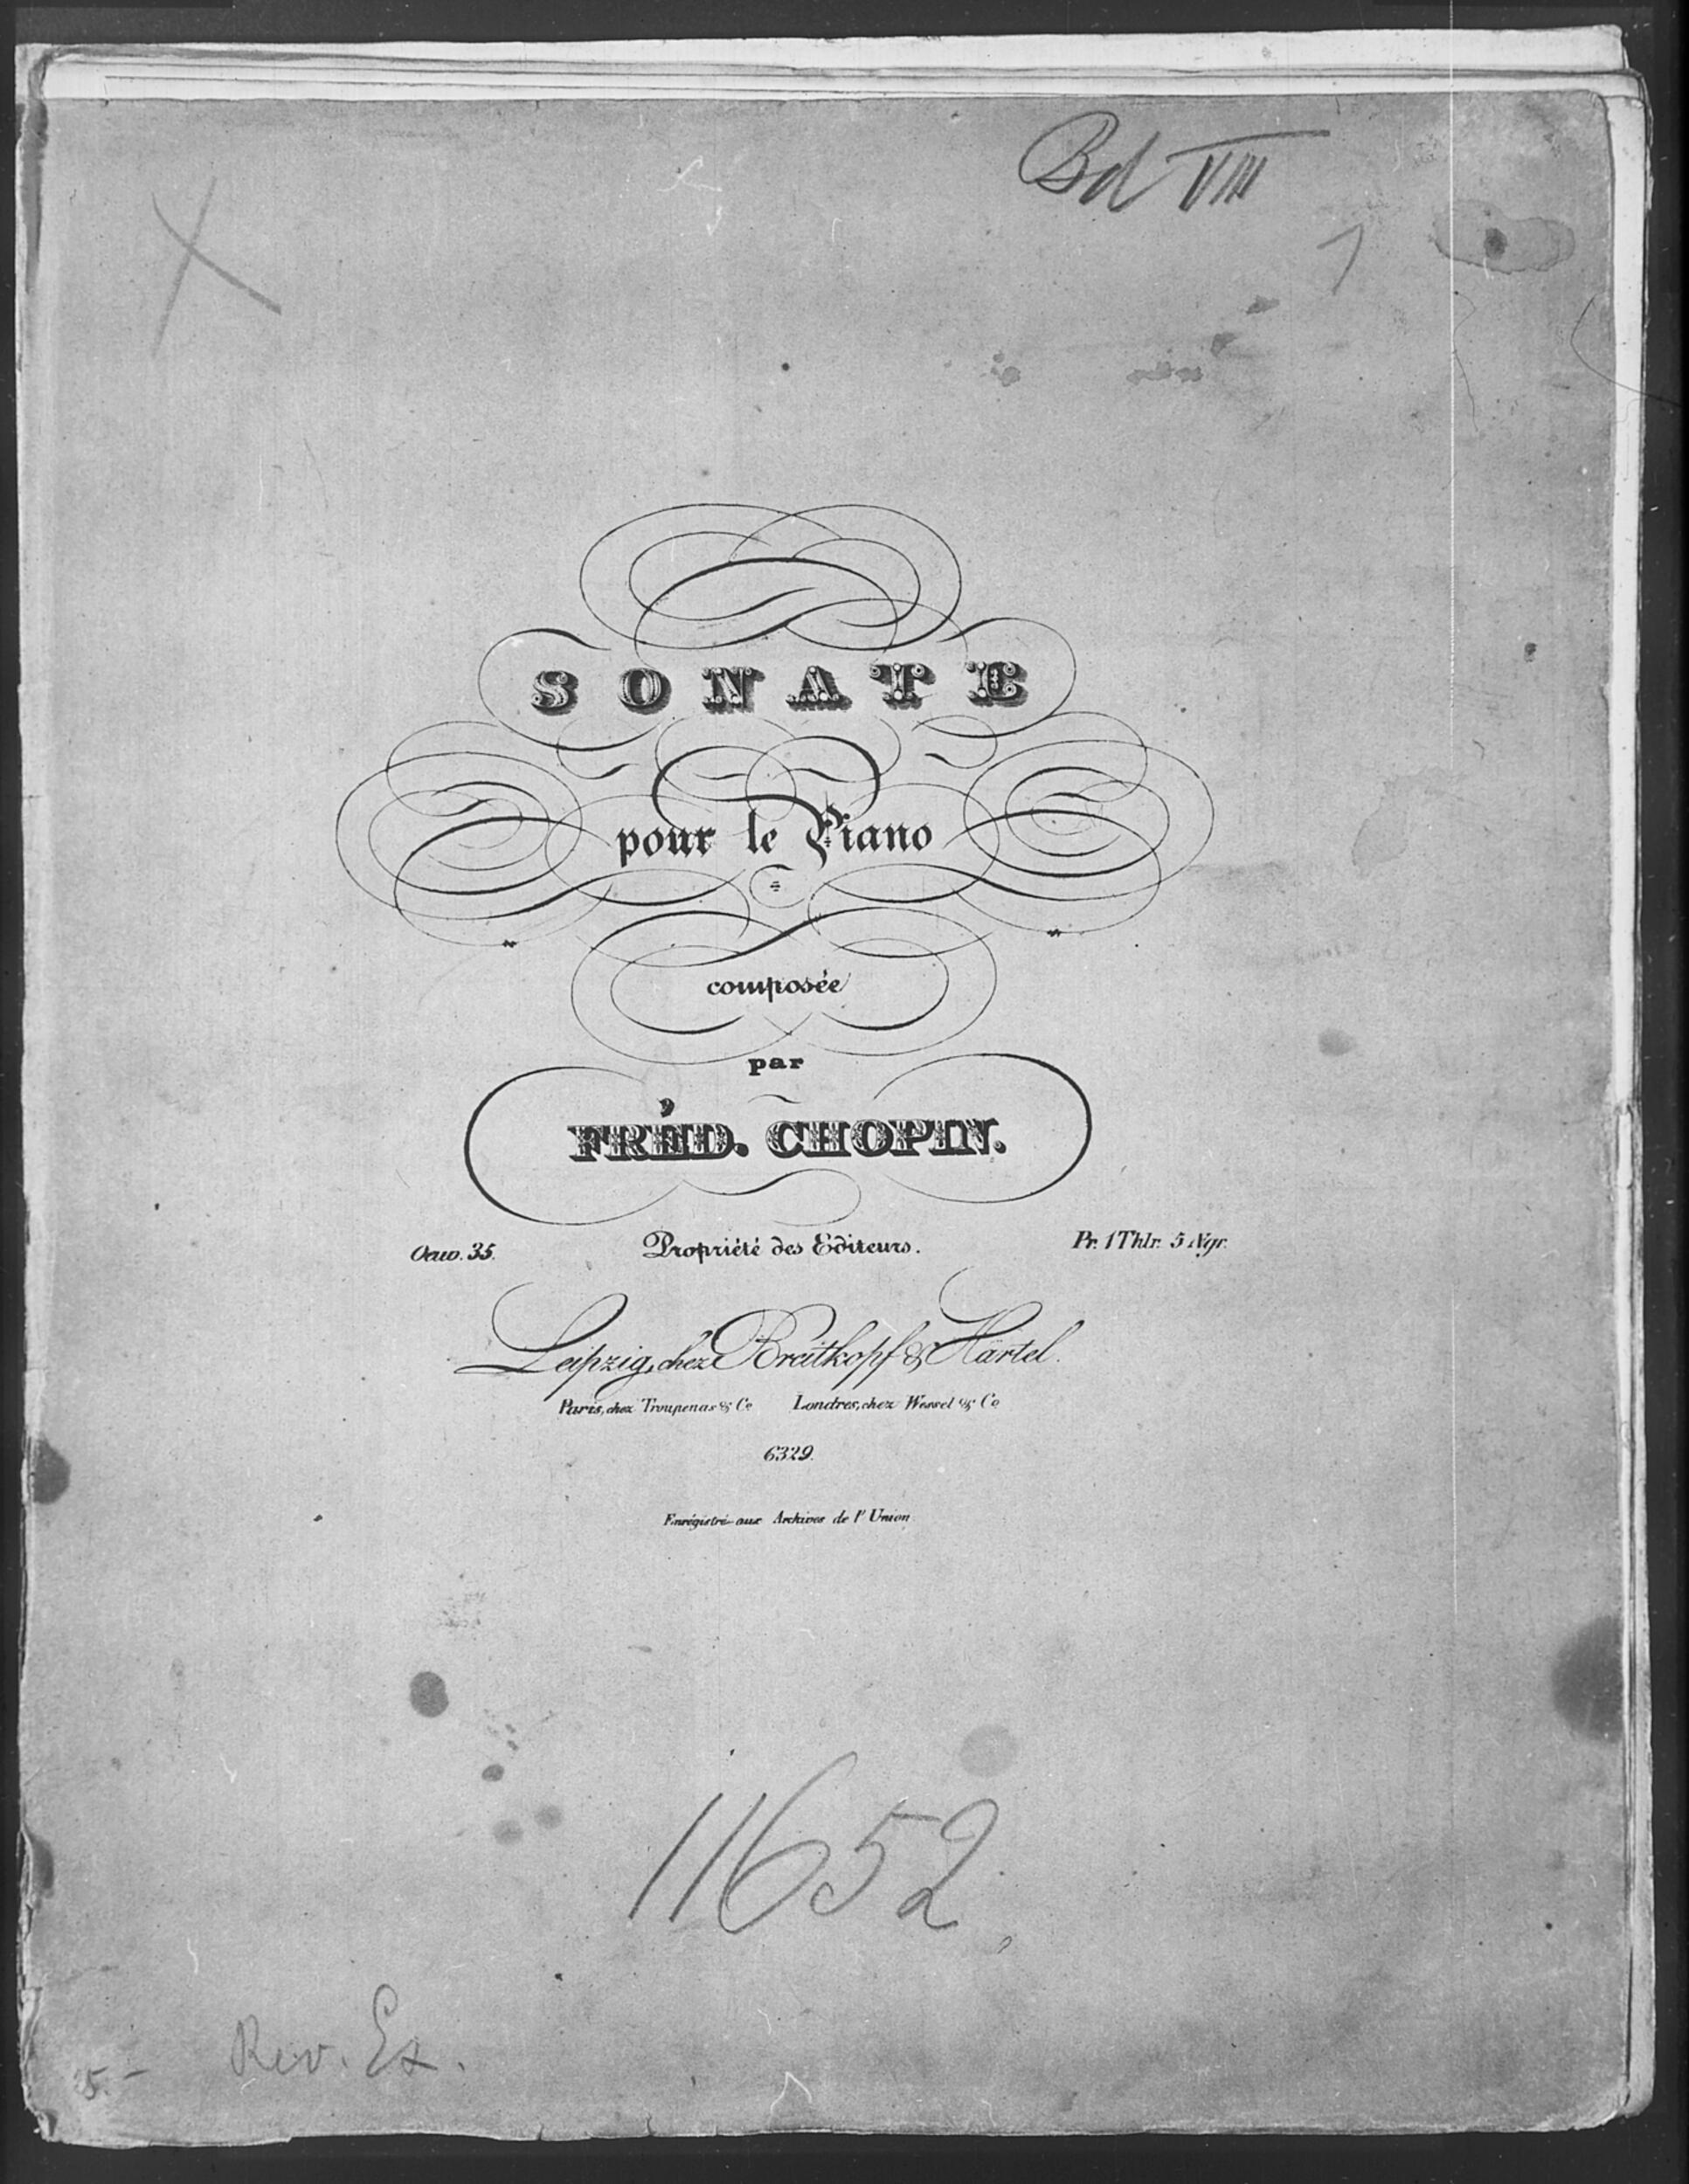 Bd VIII
1
SONATE
pour le Piano
composée
par
FRÉD. CHOPIN.
Oeuv. 35. Propriété des Editeurs. Pr. 1 Thlr. 5 Ngr.
Leipzig, chez Breitkopf & Härtel.
Paris, chez Troupenas & Co Londres, chez Wessel & Co
6329.
Enrégistré aux Archives de l'Union
11652
Rev. Ex.
5.-